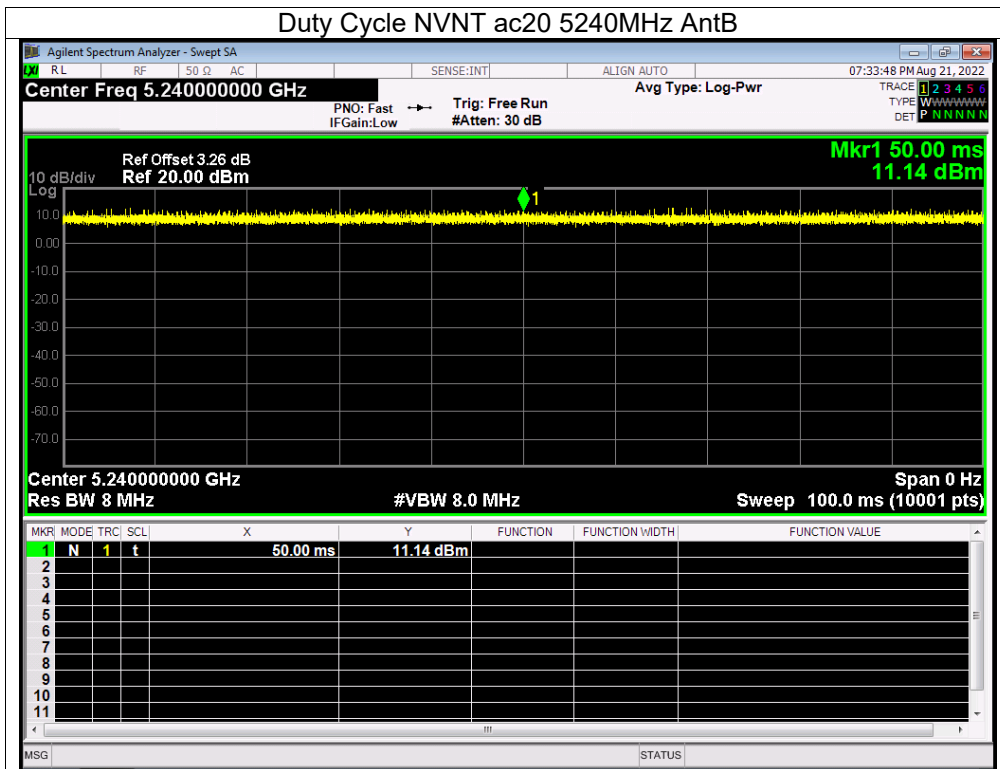 Duty Cycle NVNT ac20 5240MHz AntB
Agilent Spectrum Analyzer - Swept SA
LXI RL RF 50 Ω AC SENSE:INT ALIGN AUTO 07:33:48 PM Aug 21, 2022
Center Freq 5.240000000 GHz Avg Type: Log-Pwr TRACE 1 2 3 4 5 6
PNO: Fast Trig: Free Run TYPE WWWWWWW
IFGain:Low #Atten: 30 dB DET P N N N N N
Mkr1 50.00 ms
Ref Offset 3.26 dB
10 dB/div Ref 20.00 dBm 11.14 dBm
Log
1
10.0
0.00
-10.0
-20.0
-30.0
-40.0
-50.0
-60.0
-70.0
Center 5.240000000 GHz Span 0 Hz
Res BW 8 MHz #VBW 8.0 MHz Sweep 100.0 ms (10001 pts)
MKR MODE TRC SCL X Y FUNCTION FUNCTION WIDTH FUNCTION VALUE
1 N 1 t 50.00 ms 11.14 dBm
2
3
4
5
6
7
8
9
10
11
MSG STATUS